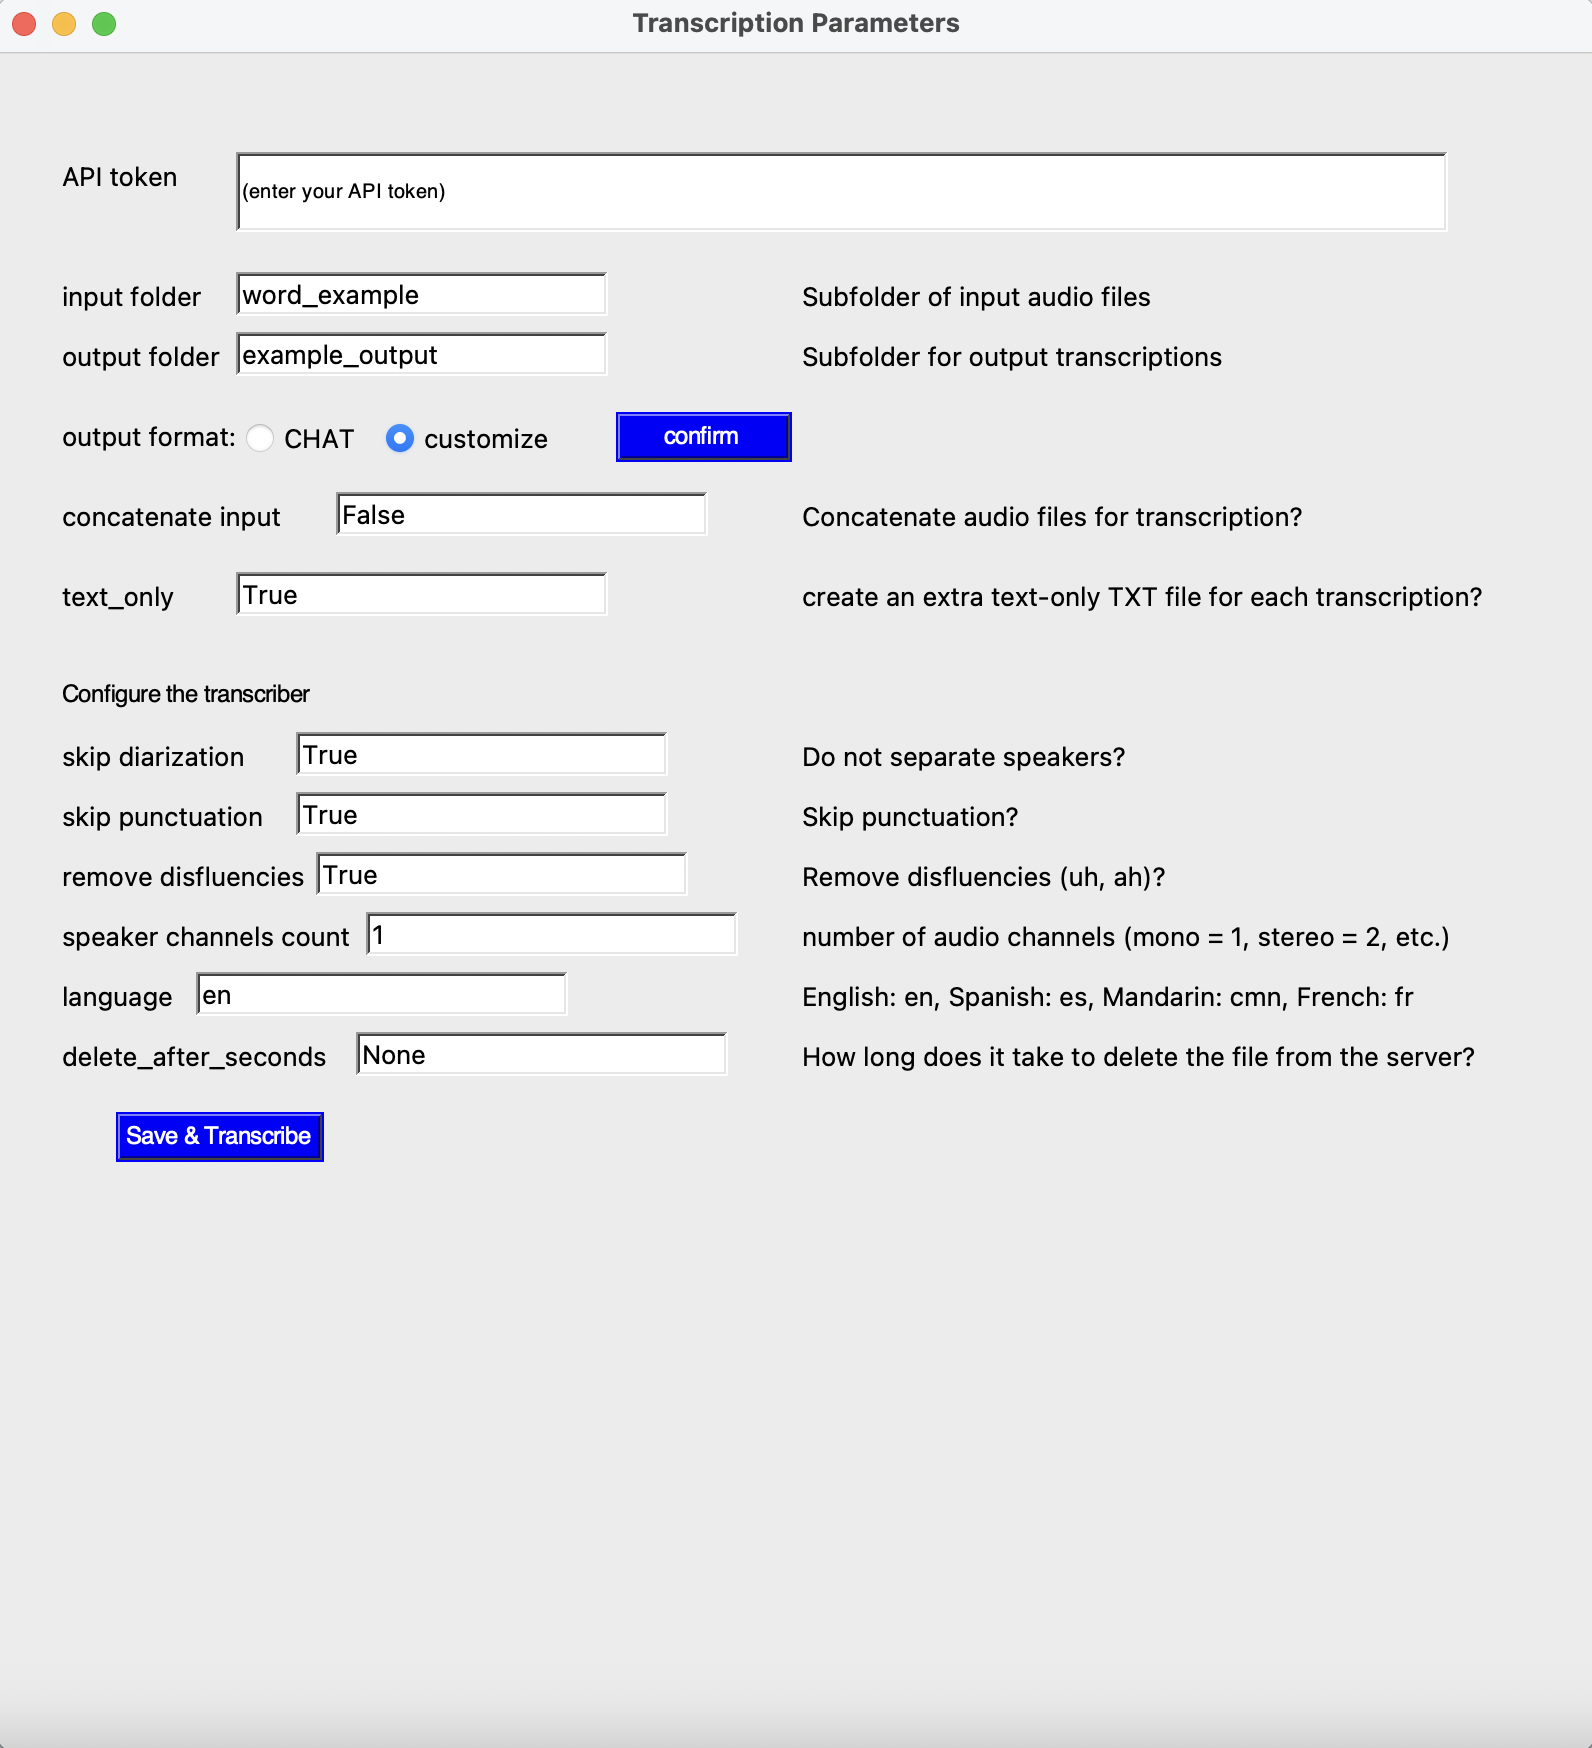 Transcription Parameters
API token
(enter your API token)
input folder word_example Subfolder of input audio files
output folder example_output Subfolder for output transcriptions
output format: CHAT customize confirm
concatenate input False Concatenate audio files for transcription?
text_only True create an extra text-only TXT file for each transcription?
Configure the transcriber
skip diarization True Do not separate speakers?
skip punctuation True Skip punctuation?
remove disfluencies True Remove disfluencies (uh, ah)?
speaker channels count 1 number of audio channels (mono = 1, stereo = 2, etc.)
language en English: en, Spanish: es, Mandarin: cmn, French: fr
delete_after_seconds None How long does it take to delete the file from the server?
Save & Transcribe